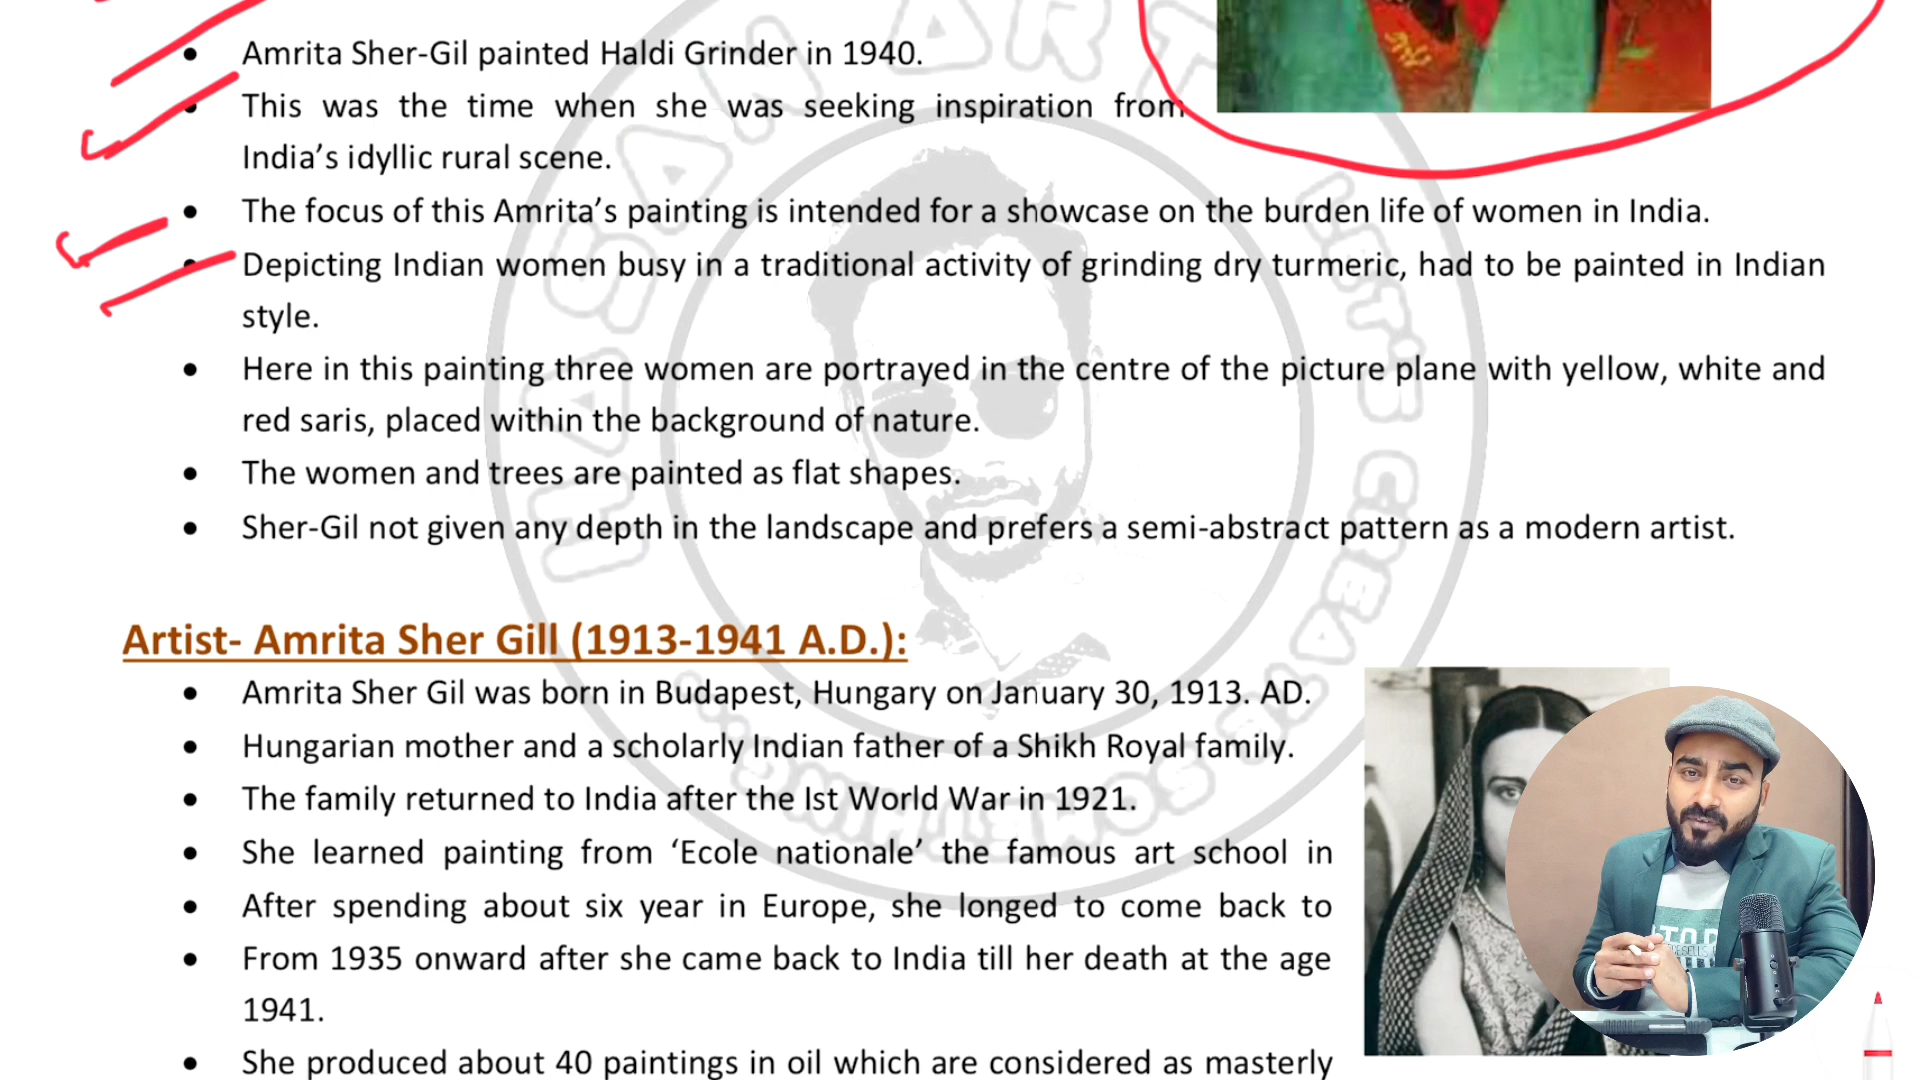 • Amrita Sher-Gil painted Haldi Grinder in 1940.
• This was the time when she was seeking inspiration from
India’s idyllic rural scene.
• The focus of this Amrita’s painting is intended for a showcase on the burden life of women in India.
• Depicting Indian women busy in a traditional activity of grinding dry turmeric, had to be painted in Indian
style.
• Here in this painting three women are portrayed in the centre of the picture plane with yellow, white and
red saris, placed within the background of nature.
• The women and trees are painted as flat shapes.
• Sher-Gil not given any depth in the landscape and prefers a semi-abstract pattern as a modern artist.
HASAN ART
LET'S CREATE SOMETHING...
Artist- Amrita Sher Gill (1913-1941 A.D.):
• Amrita Sher Gil was born in Budapest, Hungary on January 30, 1913. AD.
• Hungarian mother and a scholarly Indian father of a Shikh Royal family.
• The family returned to India after the Ist World War in 1921.
• She learned painting from ‘Ecole nationale’ the famous art school in
• After spending about six year in Europe, she longed to come back to
• From 1935 onward after she came back to India till her death at the age
1941.
• She produced about 40 paintings in oil which are considered as masterly